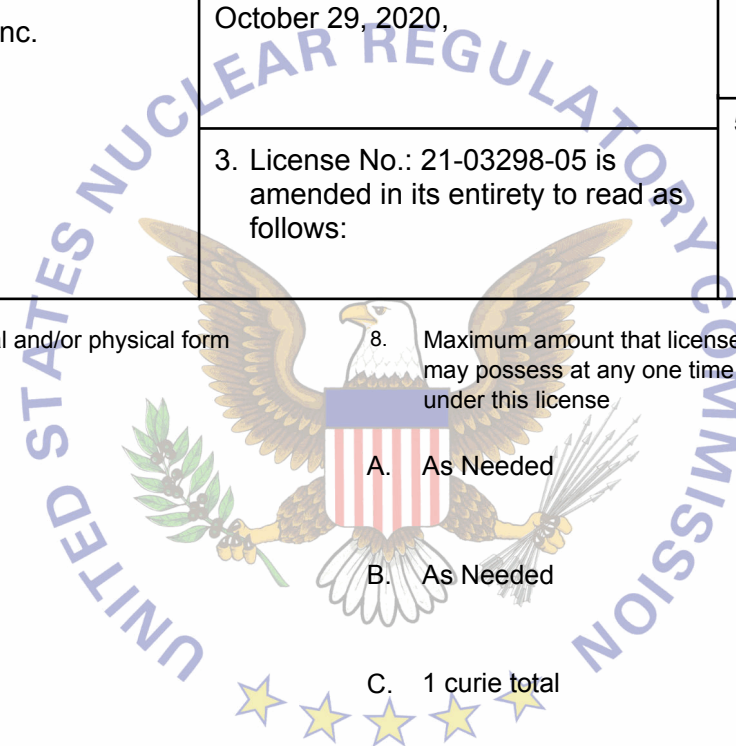 nc.
October 29, 2020,
3. License No.: 21-03298-05 is
amended in its entirety to read as
follows:
l and/or physical form
8. Maximum amount that license
may possess at any one time
under this license
A. As Needed
B. As Needed
C. 1 curie total
UNITED STATES NUCLEAR REGULATORY COMMISSION